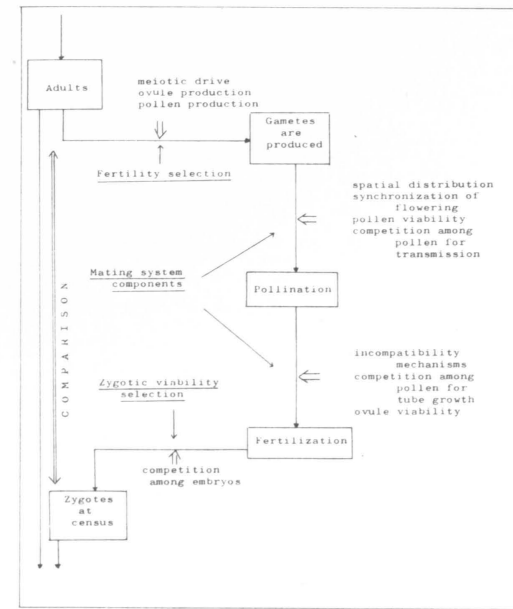 Adults
meiotic drive
ovule production
pollen production
Gametes
are
produced
Fertility selection
spatial distribution
synchronization of
flowering
pollen viability
competition among
pollen for
transmission
Mating system
components
Pollination
COMPARISON
incompatibility
mechanisms
competition among
pollen for
tube growth
ovule viability
Zygotic viability
selection
Fertilization
competition
among embryos
Zygotes
at
census